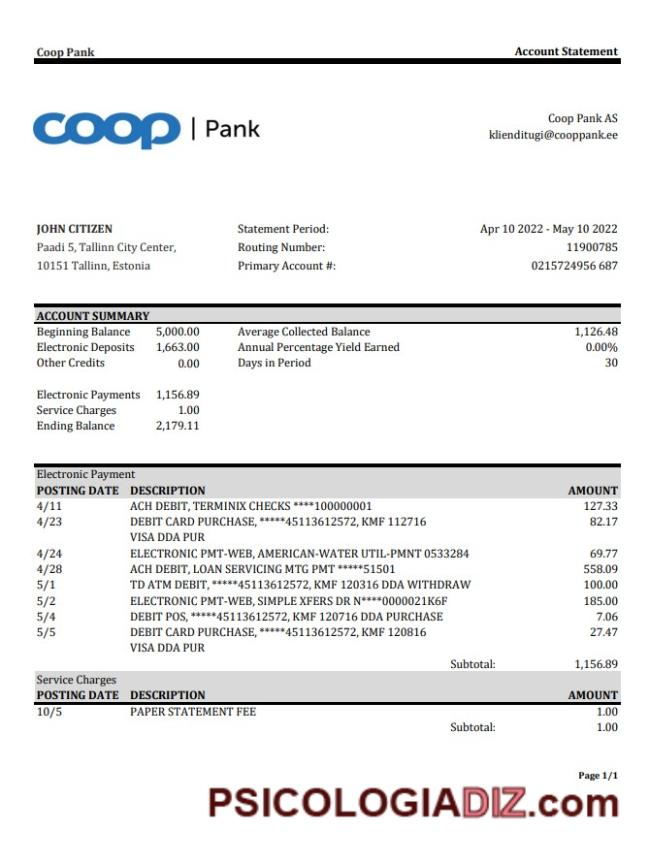 Coop Pank Account Statement
coop | Pank
Coop Pank AS
klienditugi@cooppank.ee
JOHN CITIZEN Statement Period: Apr 10 2022 - May 10 2022
Paadi 5, Tallinn City Center, Routing Number: 11900785
10151 Tallinn, Estonia Primary Account #: 0215724956 687
ACCOUNT SUMMARY
Beginning Balance 5,000.00 Average Collected Balance 1,126.48
Electronic Deposits 1,663.00 Annual Percentage Yield Earned 0.00%
Other Credits 0.00 Days in Period 30
Electronic Payments 1,156.89
Service Charges 1.00
Ending Balance 2,179.11
Electronic Payment
POSTING DATE DESCRIPTION AMOUNT
4/11 ACH DEBIT, TERMINIX CHECKS ****100000001 127.33
4/23 DEBIT CARD PURCHASE, *****45113612572, KMF 112716 82.17
VISA DDA PUR
4/24 ELECTRONIC PMT-WEB, AMERICAN-WATER UTIL-PMNT 0533284 69.77
4/28 ACH DEBIT, LOAN SERVICING MTG PMT *****51501 558.09
5/1 TD ATM DEBIT, *****45113612572, KMF 120316 DDA WITHDRAW 100.00
5/2 ELECTRONIC PMT-WEB, SIMPLE XFERS DR N****0000021K6F 185.00
5/4 DEBIT POS, *****45113612572, KMF 120716 DDA PURCHASE 7.06
5/5 DEBIT CARD PURCHASE, *****45113612572, KMF 120816 27.47
VISA DDA PUR
Subtotal: 1,156.89
Service Charges
POSTING DATE DESCRIPTION AMOUNT
10/5 PAPER STATEMENT FEE 1.00
Subtotal: 1.00
Page 1/1
PSICOLOGIADIZ.com